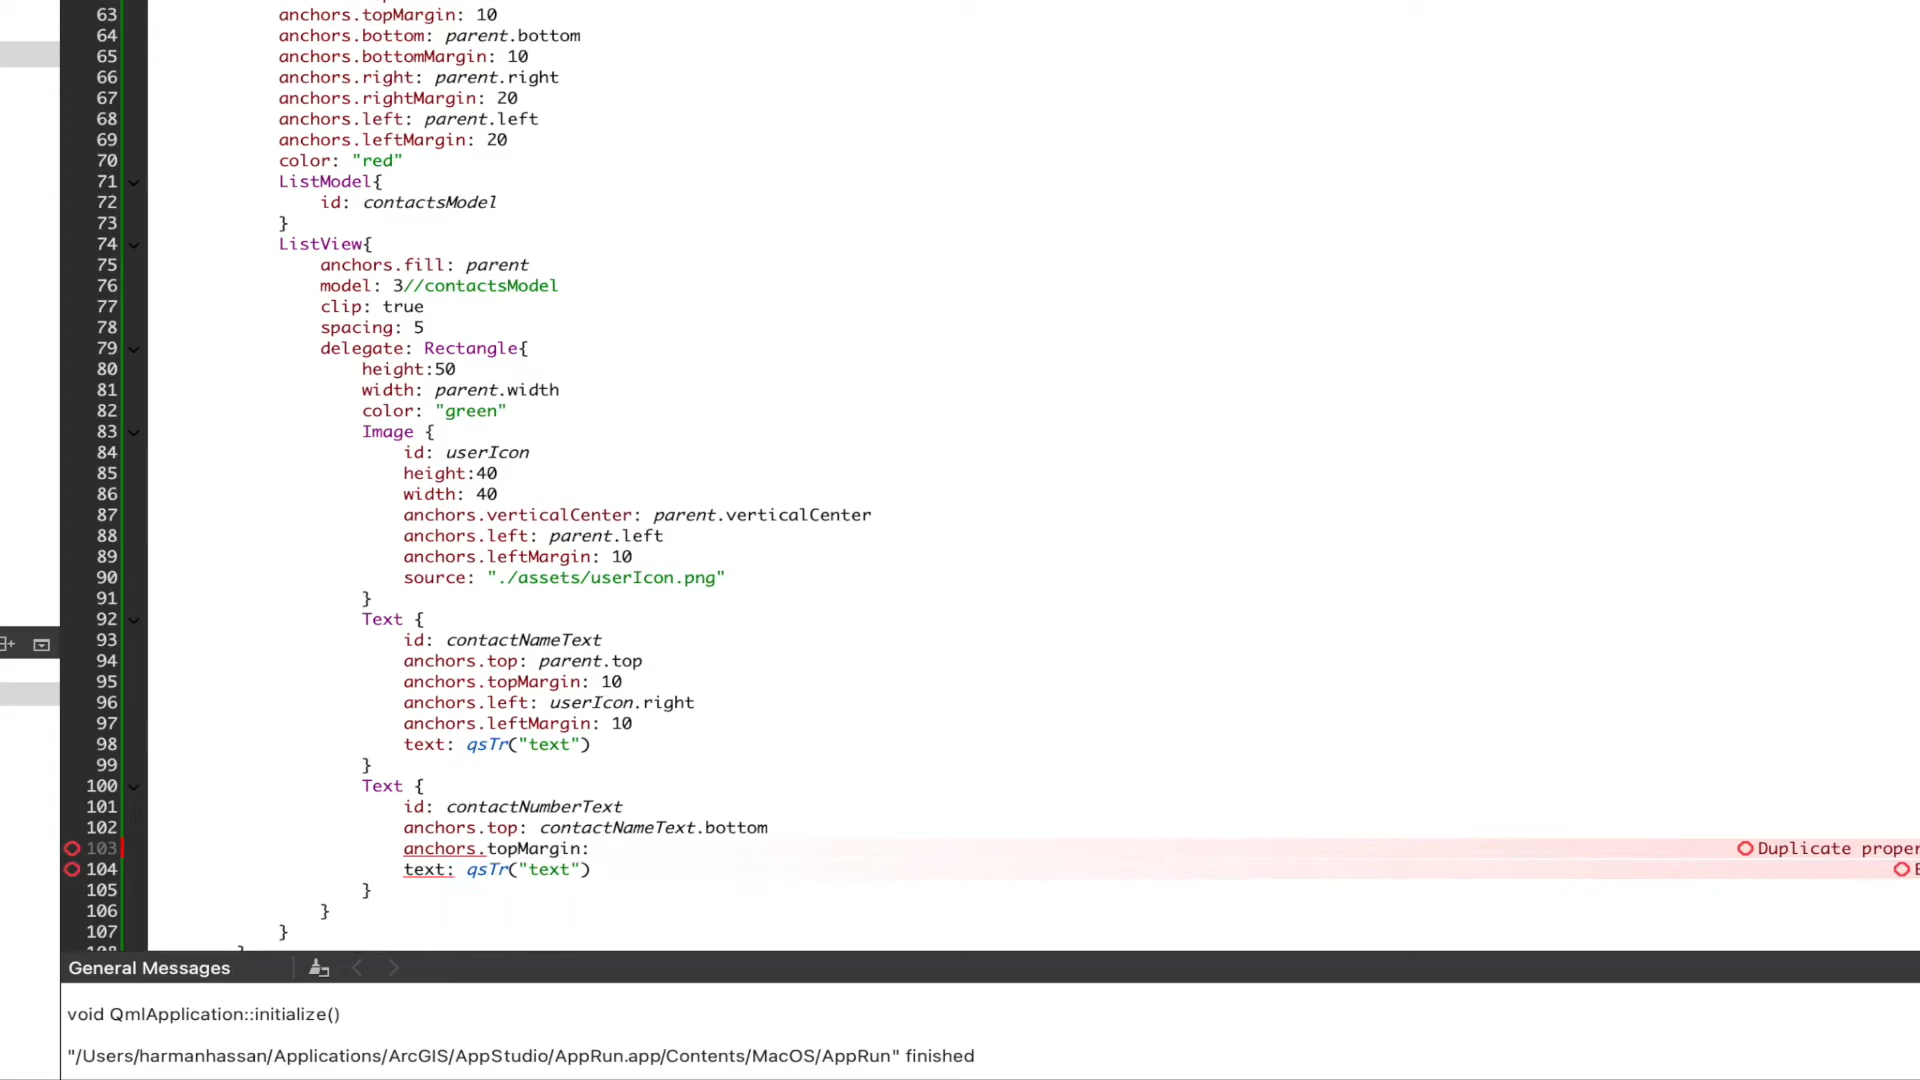 63 anchors.topMargin: 10
64 anchors.bottom: parent.bottom
65 anchors.bottomMargin: 10
66 anchors.right: parent.right
67 anchors.rightMargin: 20
68 anchors.left: parent.left
69 anchors.leftMargin: 20
70 color: "red"
71 ListModel{
72 id: contactsModel
73 }
74 ListView{
75 anchors.fill: parent
76 model: 3//contactsModel
77 clip: true
78 spacing: 5
79 delegate: Rectangle{
80 height:50
81 width: parent.width
82 color: "green"
83 Image {
84 id: userIcon
85 height:40
86 width: 40
87 anchors.verticalCenter: parent.verticalCenter
88 anchors.left: parent.left
89 anchors.leftMargin: 10
90 source: "./assets/userIcon.png"
91 }
92 Text {
93 id: contactNameText
94 anchors.top: parent.top
95 anchors.topMargin: 10
96 anchors.left: userIcon.right
97 anchors.leftMargin: 10
98 text: qsTr("text")
99 }
100 Text {
101 id: contactNumberText
102 anchors.top: contactNameText.bottom
103 anchors.topMargin: Duplicate proper
104 text: qsTr("text")
105 }
106 }
107 }
General Messages
void QmlApplication::initialize()
"/Users/harmanhassan/Applications/ArcGIS/AppStudio/AppRun.app/Contents/MacOS/AppRun" finished